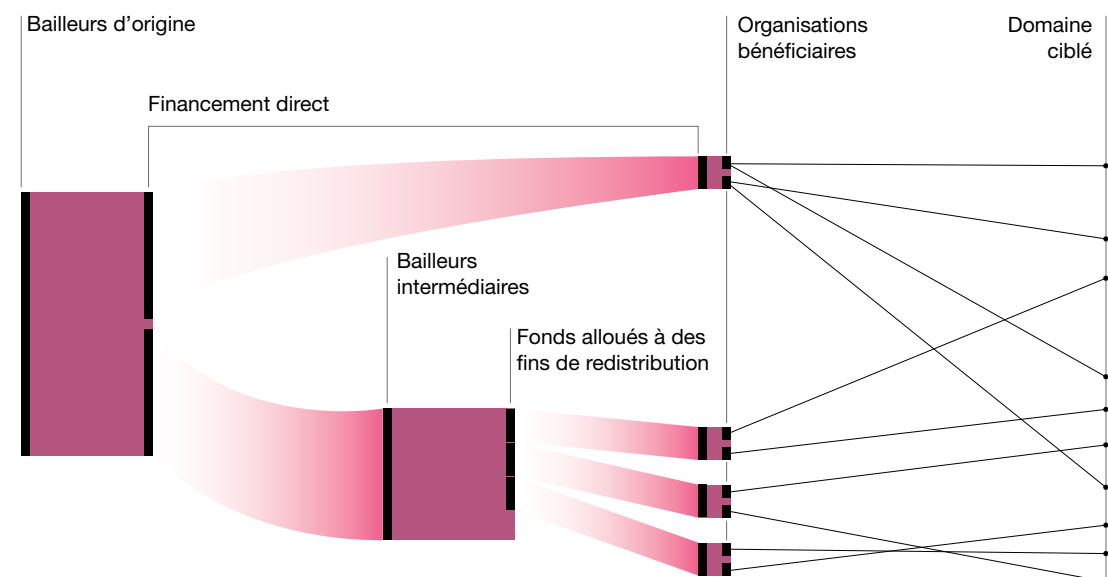 Bailleurs d’origine
Organisations
bénéficiaires
Domaine
ciblé
Financement direct
Bailleurs
intermédiaires
Fonds alloués à des
fins de redistribution